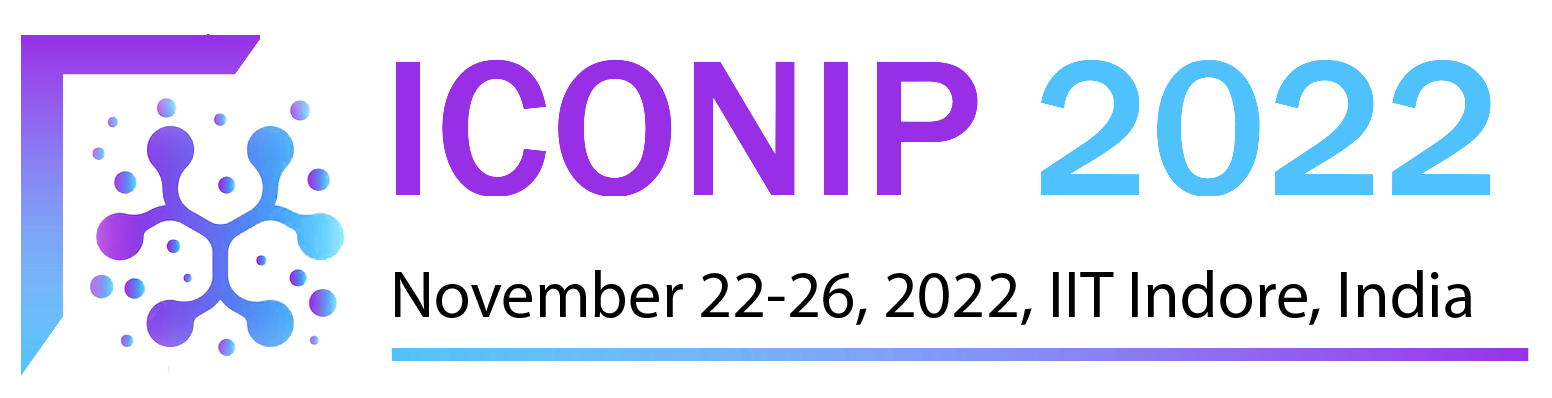 ICONIP 2022
November 22-26, 2022, IIT Indore, India